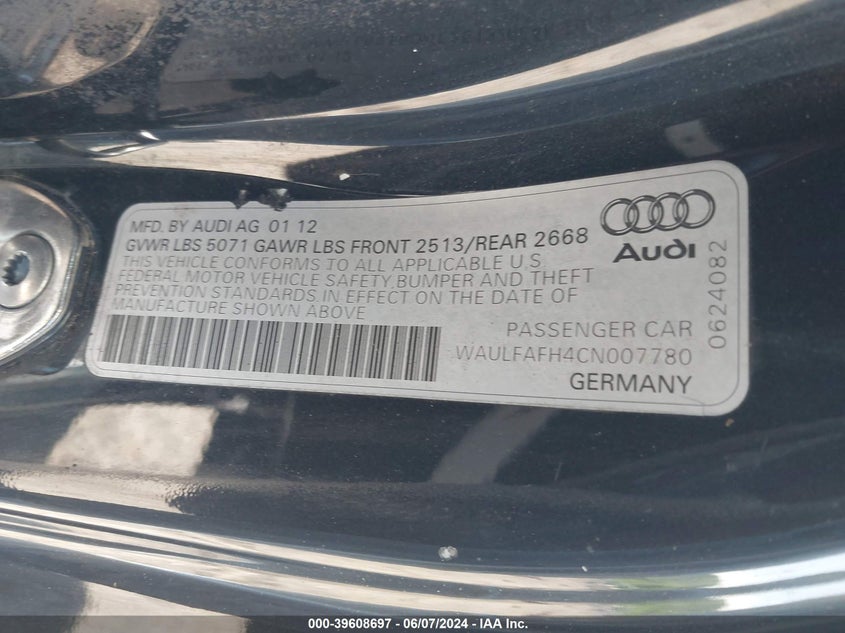 MFD. BY AUDI AG 01 12
GVWR LBS 5071 GAWR LBS FRONT 2513/REAR 2668
THIS VEHICLE CONFORMS TO ALL APPLICABLE U.S
FEDERAL MOTOR VEHICLE SAFETY,BUMPER AND THEFT
PREVENTION STANDARDS IN EFFECT ON THE DATE OF
MANUFACTURE SHOWN ABOVE
Audi
0624082
PASSENGER CAR
WAULFAFH4CN007780
GERMANY
000-39608697 - 06/07/2024 - IAA Inc.